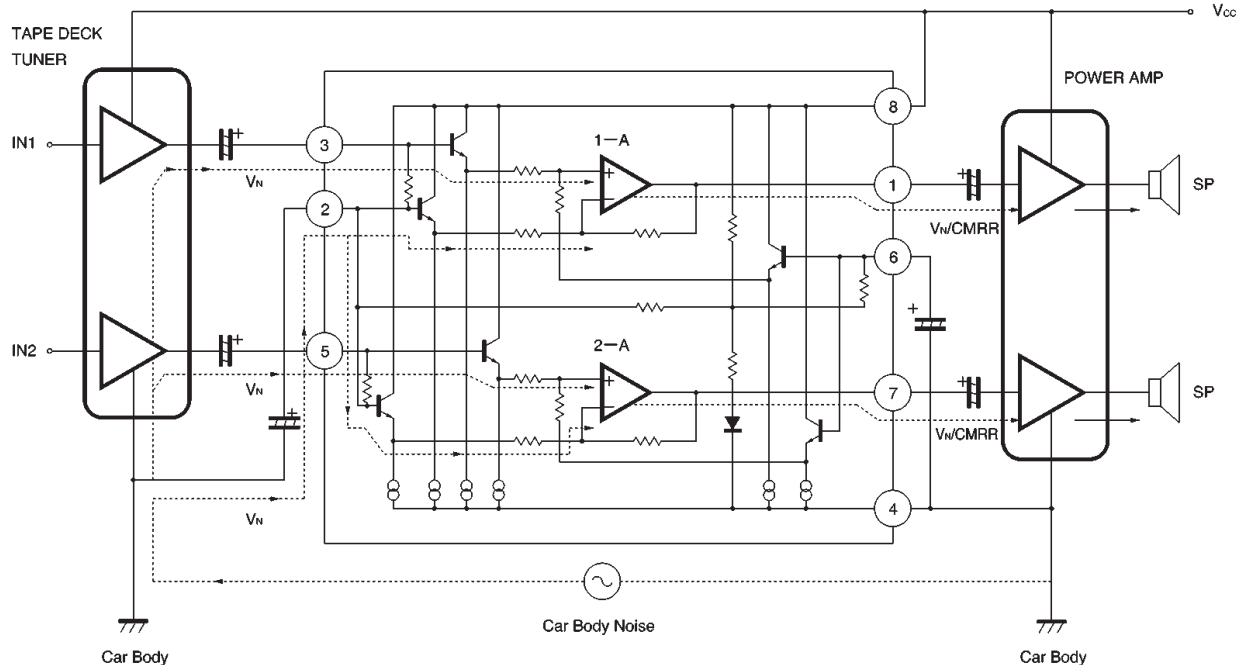 Vcc
TAPE DECK
TUNER
POWER AMP
8
IN1
3
1-A
+
VN
+
−
1
+
SP
2
VN/CMRR
6
+
IN2
+
5
2-A
VN
+
−
7
+
SP
+
VN/CMRR
VN
4
Car Body Noise
Car Body
Car Body